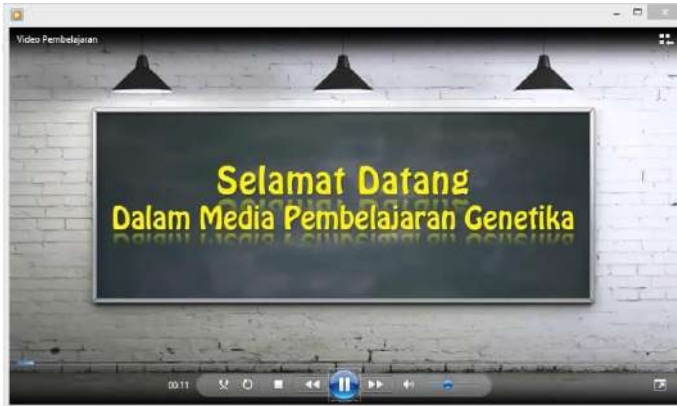 Video Pembelajaran
Selamat Datang
Dalam Media Pembelajaran Genetika
00:11